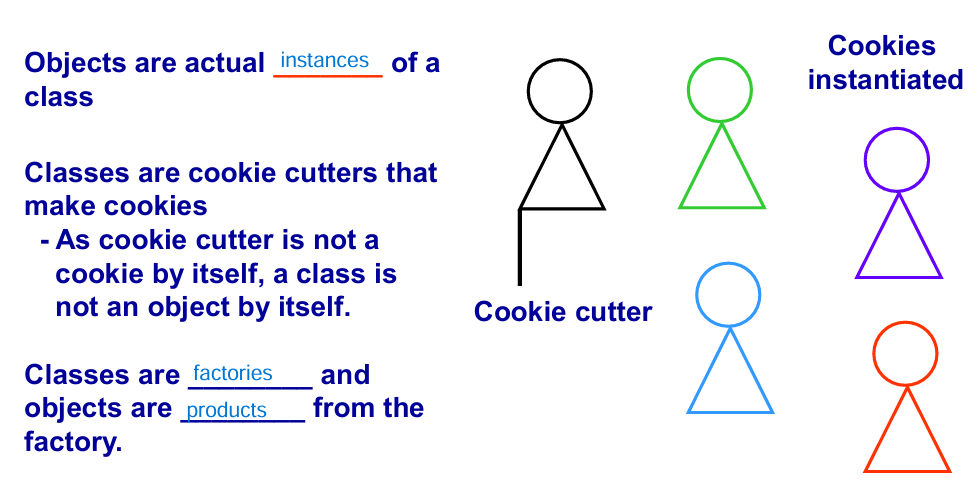 Objects are actual instances of a
class
Classes are cookie cutters that
make cookies
- As cookie cutter is not a
cookie by itself, a class is
not an object by itself.
Classes are factories and
objects are products from the
factory.
Cookie cutter
Cookies
instantiated